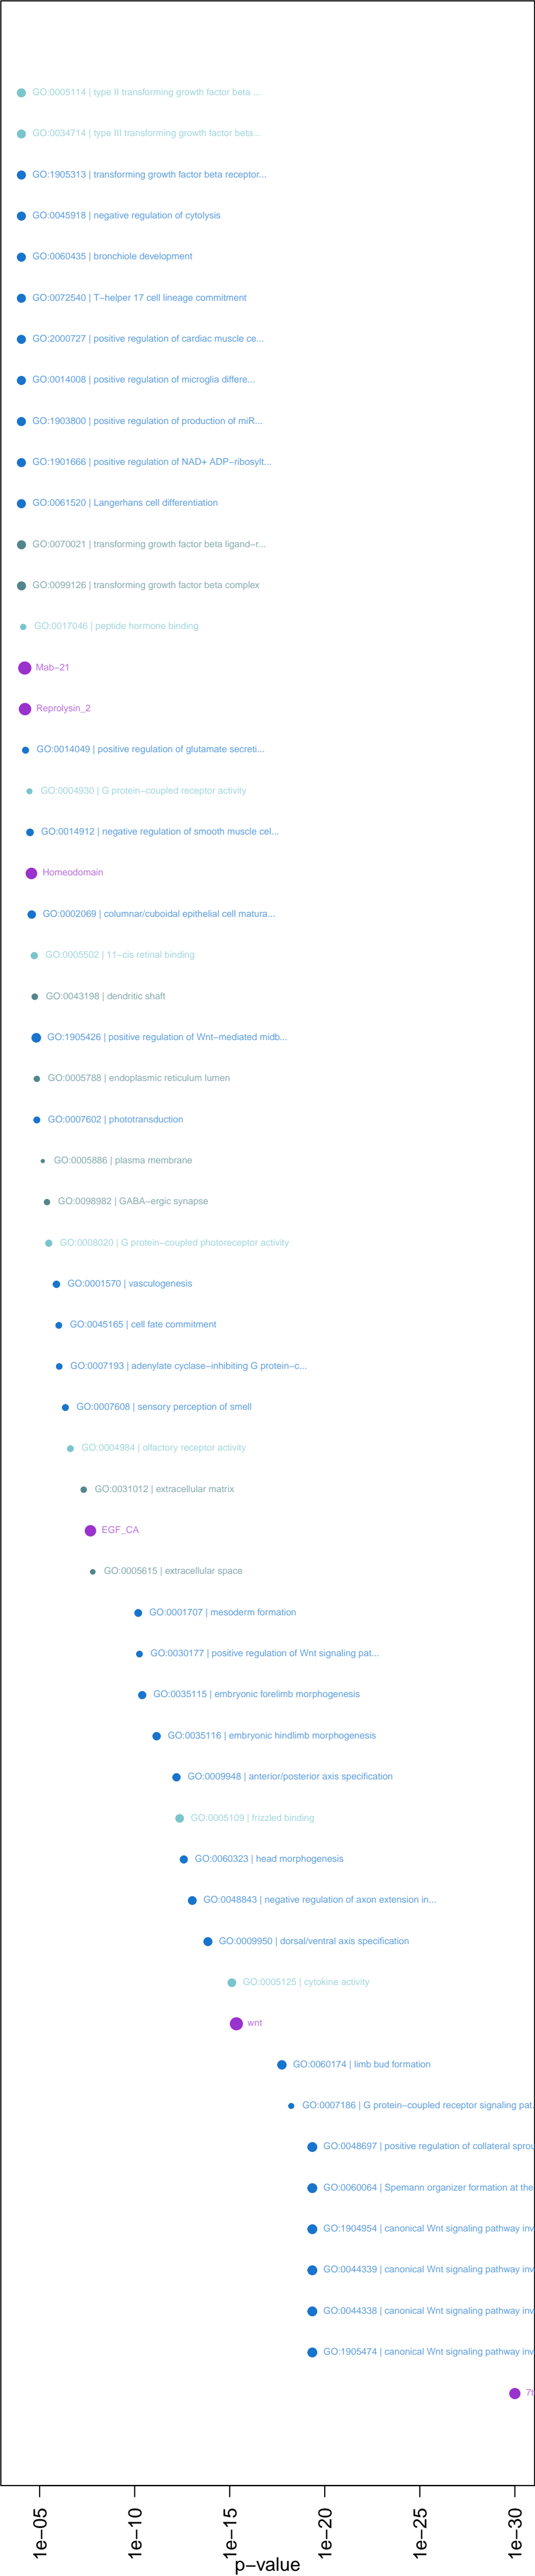 GO:0005114 | type II transforming growth factor beta ...
GO:0034714 | type III transforming growth factor beta...
GO:1905313 | transforming growth factor beta receptor...
GO:0045918 | negative regulation of cytolysis
GO:0060435 | bronchiole development
GO:0072540 | T−helper 17 cell lineage commitment
GO:2000727 | positive regulation of cardiac muscle ce...
GO:0014008 | positive regulation of microglia differe...
GO:1903800 | positive regulation of production of miR...
GO:1901666 | positive regulation of NAD+ ADP−ribosylt...
GO:0061520 | Langerhans cell differentiation
GO:0070021 | transforming growth factor beta ligand−r...
GO:0099126 | transforming growth factor beta complex
GO:0017046 | peptide hormone binding
Mab−21
Reprolysin_2
GO:0014049 | positive regulation of glutamate secreti...
GO:0004930 | G protein−coupled receptor activity
GO:0014912 | negative regulation of smooth muscle cel...
Homeodomain
GO:0002069 | columnar/cuboidal epithelial cell matura...
GO:0005502 | 11−cis retinal binding
GO:0043198 | dendritic shaft
GO:1905426 | positive regulation of Wnt−mediated midb...
GO:0005788 | endoplasmic reticulum lumen
GO:0007602 | phototransduction
GO:0005886 | plasma membrane
GO:0098982 | GABA−ergic synapse
GO:0008020 | G protein−coupled photoreceptor activity
GO:0001570 | vasculogenesis
GO:0045165 | cell fate commitment
GO:0007193 | adenylate cyclase−inhibiting G protein−c...
GO:0007608 | sensory perception of smell
GO:0004984 | olfactory receptor activity
GO:0031012 | extracellular matrix
EGF_CA
GO:0005615 | extracellular space
GO:0001707 | mesoderm formation
GO:0030177 | positive regulation of Wnt signaling pat...
GO:0035115 | embryonic forelimb morphogenesis
GO:0035116 | embryonic hindlimb morphogenesis
GO:0009948 | anterior/posterior axis specification
GO:0005109 | frizzled binding
GO:0060323 | head morphogenesis
GO:0048843 | negative regulation of axon extension in...
GO:0009950 | dorsal/ventral axis specification
GO:0005125 | cytokine activity
wnt
GO:0060174 | limb bud formation
GO:0007186 | G protein−coupled receptor signaling pat.
GO:0048697 | positive regulation of collateral sprou
GO:0060064 | Spemann organizer formation at the
GO:1904954 | canonical Wnt signaling pathway inv
GO:0044339 | canonical Wnt signaling pathway inv
GO:0044338 | canonical Wnt signaling pathway inv
GO:1905474 | canonical Wnt signaling pathway inv
1e−05 1e−10 1e−15 1e−20 1e−25 1e−30
p−value